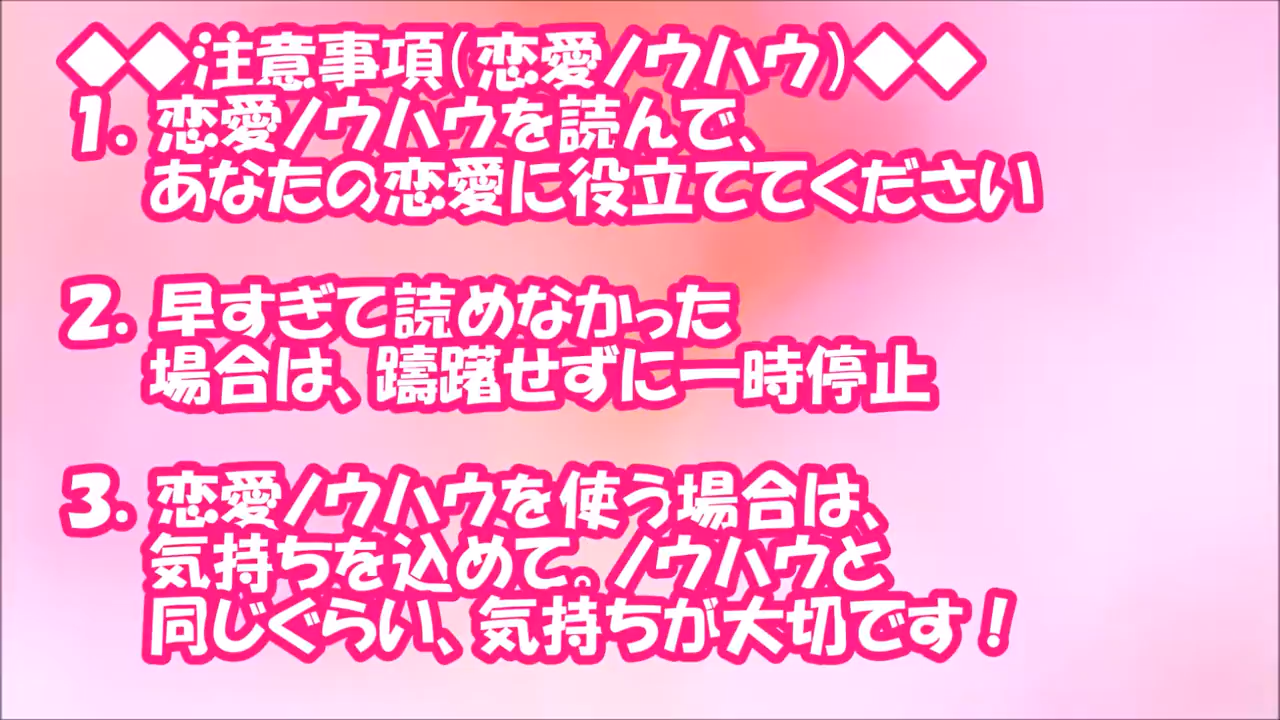 ◆◆注意事項(恋愛ノウハウ)◆◆
1. 恋愛ノウハウを読んで、
あなたの恋愛に役立ててください
2. 早すぎて読めなかった
場合は、躊躇せずに一時停止
3. 恋愛ノウハウを使う場合は、
気持ちを込めて。ノウハウと
同じぐらい、気持ちが大切です！